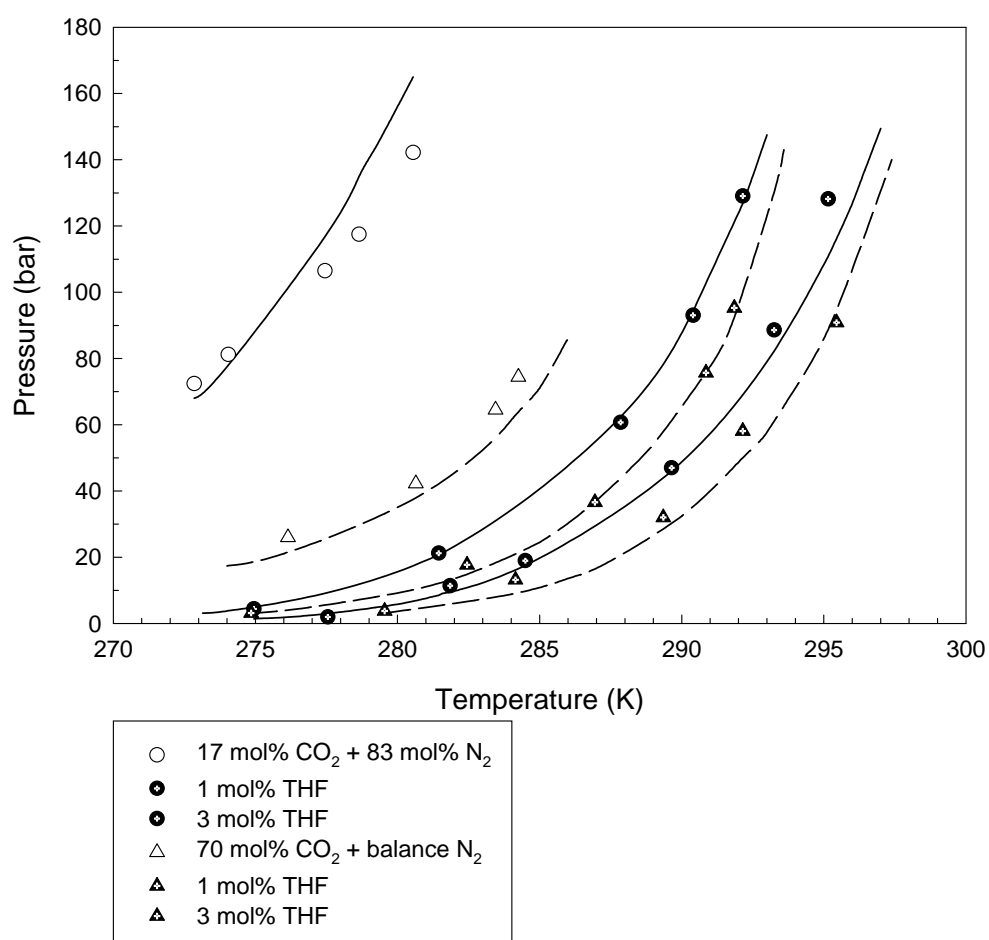 180
160
140
120
100
80
60
40
20
0
Pressure (bar)
270 275 280 285 290 295 300
Temperature (K)
17 mol% CO₂ + 83 mol% N₂
1 mol% THF
3 mol% THF
70 mol% CO₂ + balance N₂
1 mol% THF
3 mol% THF